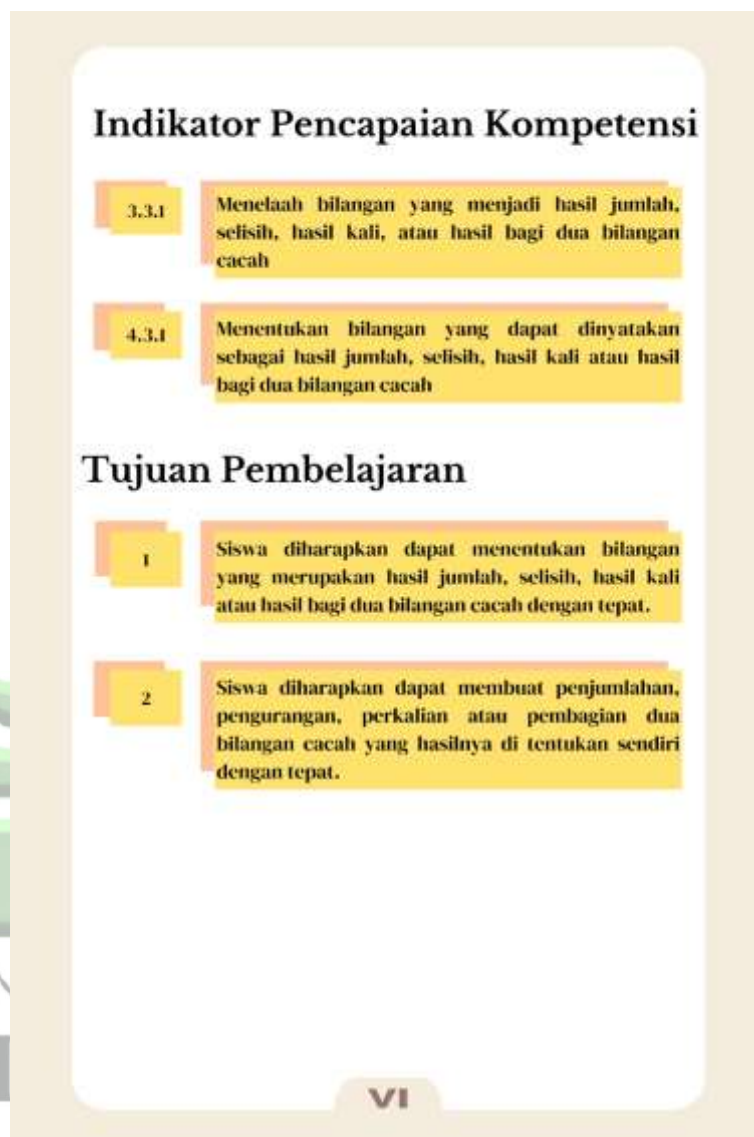 Indikator Pencapaian Kompetensi
3.3.1
Menelaah bilangan yang menjadi hasil jumlah,
selisih, hasil kali, atau hasil bagi dua bilangan
cacah
4.3.1
Menentukan bilangan yang dapat dinyatakan
sebagai hasil jumlah, selisih, hasil kali atau hasil
bagi dua bilangan cacah
Tujuan Pembelajaran
1
Siswa diharapkan dapat menentukan bilangan
yang merupakan hasil jumlah, selisih, hasil kali
atau hasil bagi dua bilangan cacah dengan tepat.
2
Siswa diharapkan dapat membuat penjumlahan,
pengurangan, perkalian atau pembagian dua
bilangan cacah yang hasilnya di tentukan sendiri
dengan tepat.
VI